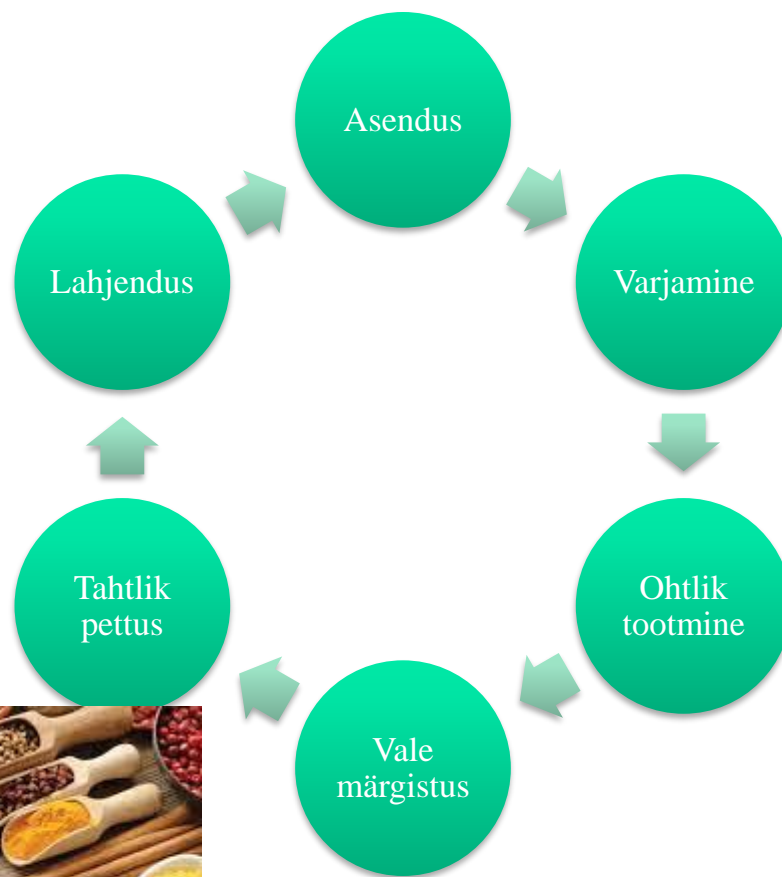 Asendus
Varjamine
Ohtlik
tootmine
Vale
märgistus
Tahtlik
pettus
Lahjendus